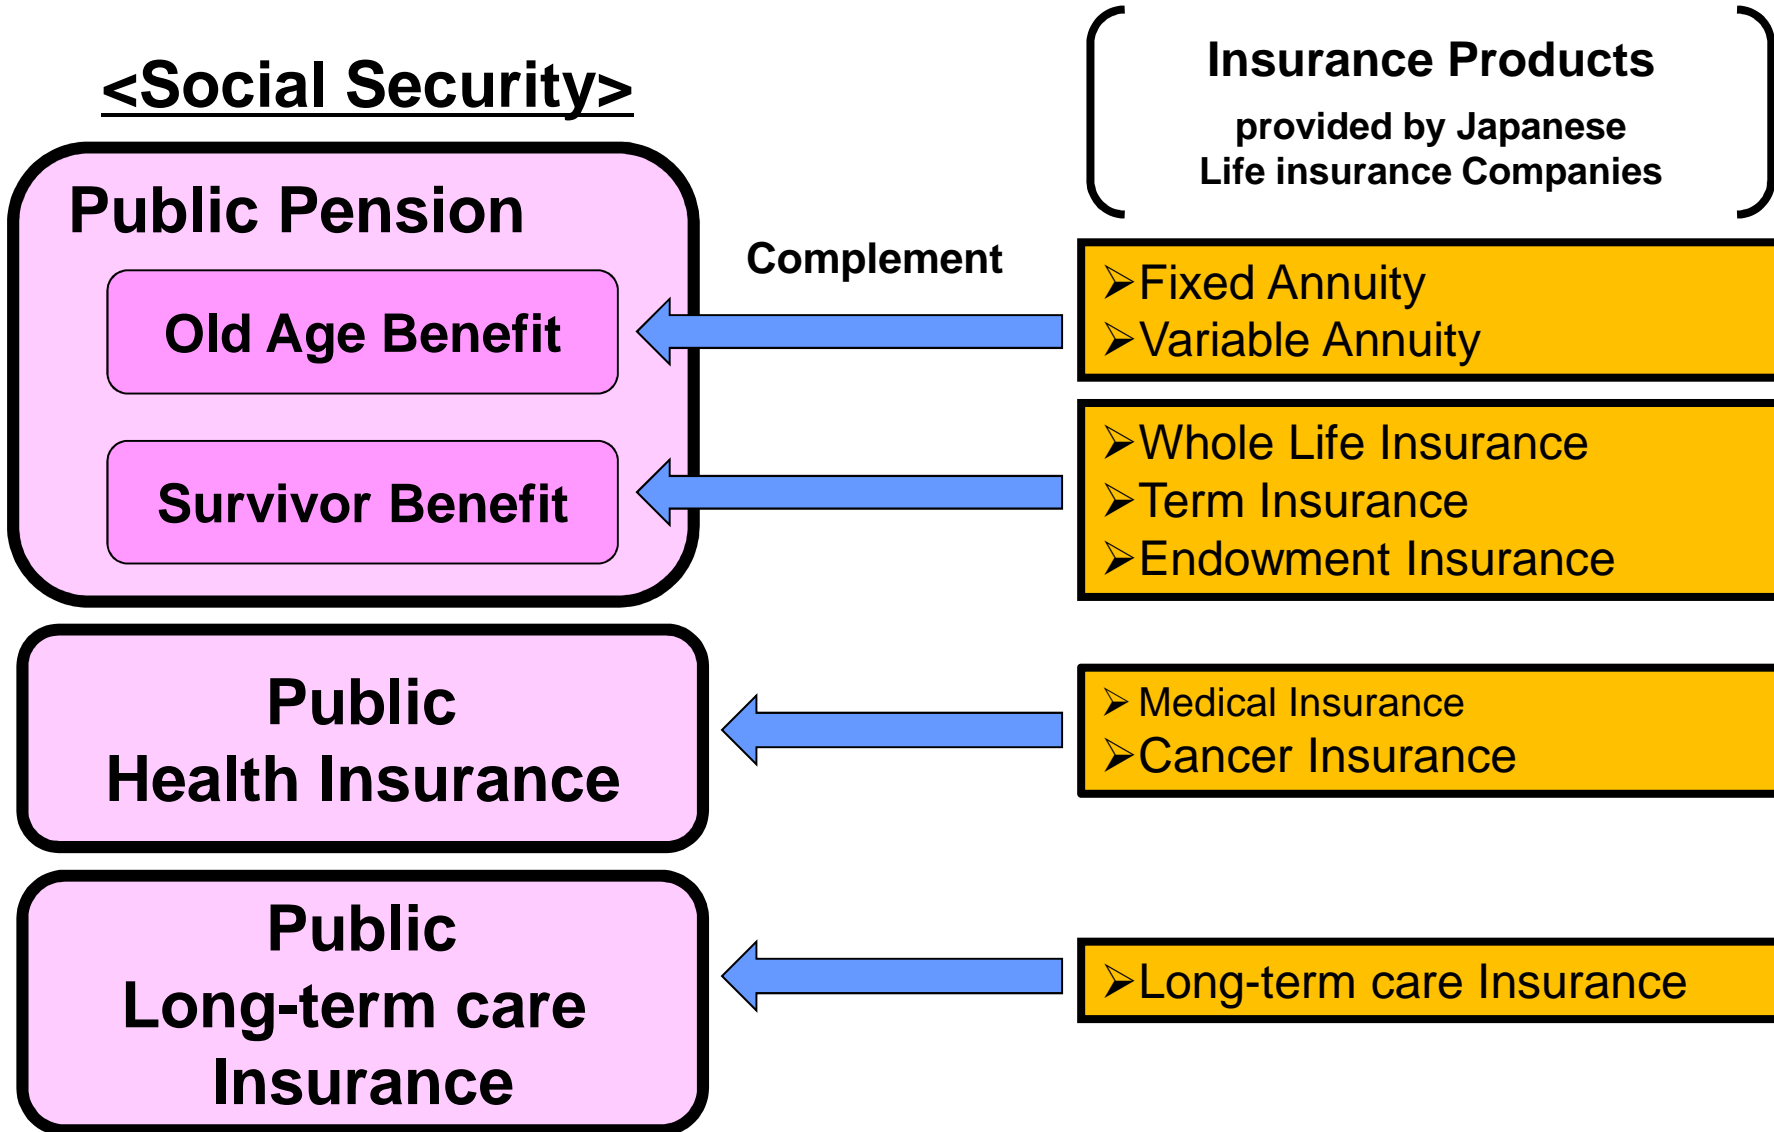 <Social Security>
Public Pension
Old Age Benefit
Survivor Benefit
Public
Health Insurance
Public
Long-term care
Insurance
Complement
Insurance Products
provided by Japanese
Life insurance Companies
➢Fixed Annuity
➢Variable Annuity
➢Whole Life Insurance
➢Term Insurance
➢Endowment Insurance
➢ Medical Insurance
➢Cancer Insurance
➢Long-term care Insurance